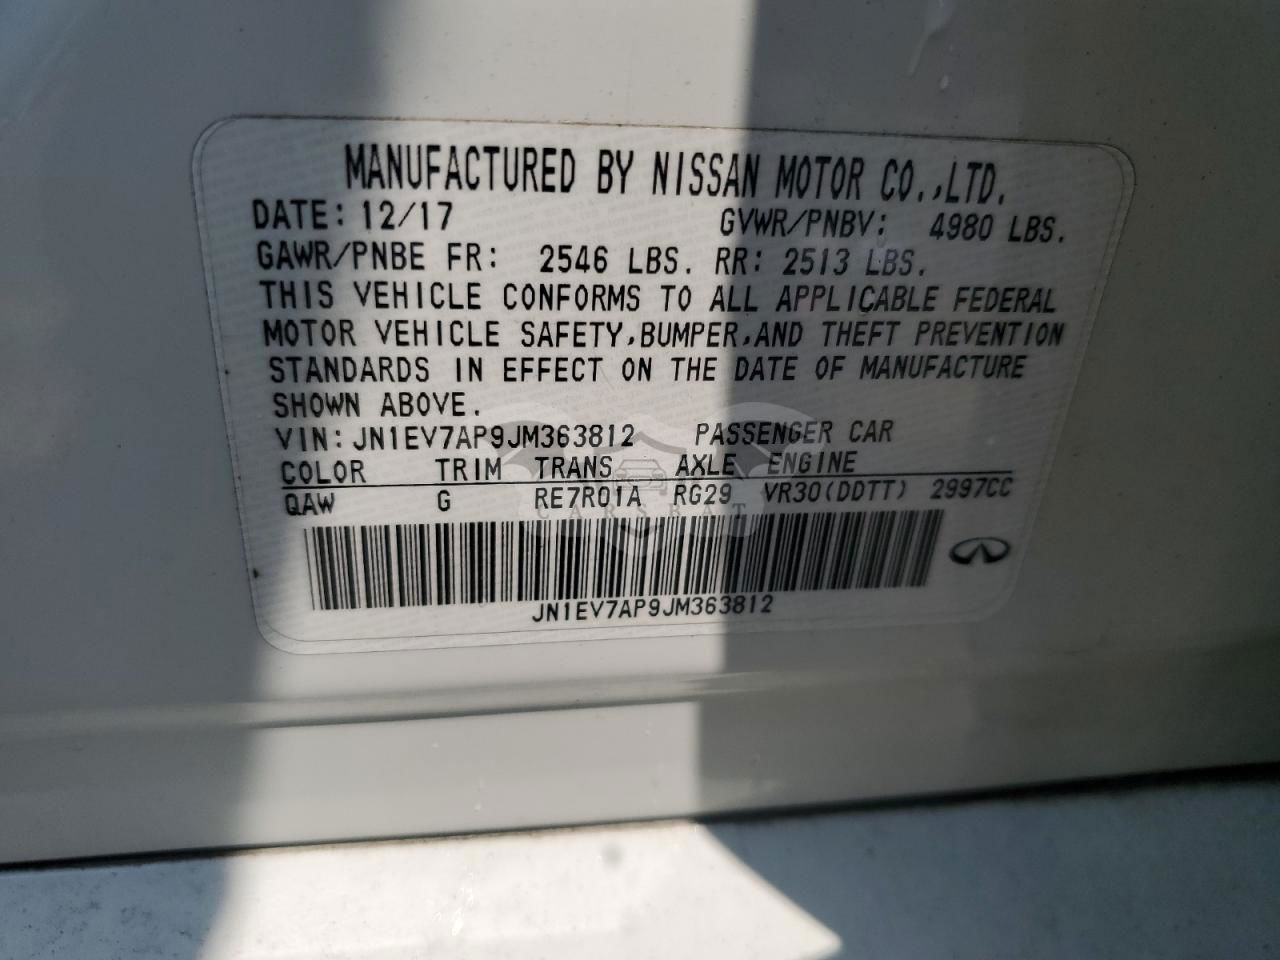 MANUFACTURED BY NISSAN MOTOR CO.,LTD.
DATE: 12/17 GVWR/PNBV: 4980 LBS.
GAWR/PNBE FR: 2546 LBS. RR: 2513 LBS.
THIS VEHICLE CONFORMS TO ALL APPLICABLE FEDERAL
MOTOR VEHICLE SAFETY,BUMPER,AND THEFT PREVENTION
STANDARDS IN EFFECT ON THE DATE OF MANUFACTURE
SHOWN ABOVE.
VIN:JN1EV7AP9JM363812 PASSENGER CAR
COLOR TRIM TRANS AXLE ENGINE
QAW G RE7R01A RG29 VR30(DDTT) 2997CC
CARSBAT
JN1EV7AP9JM363812